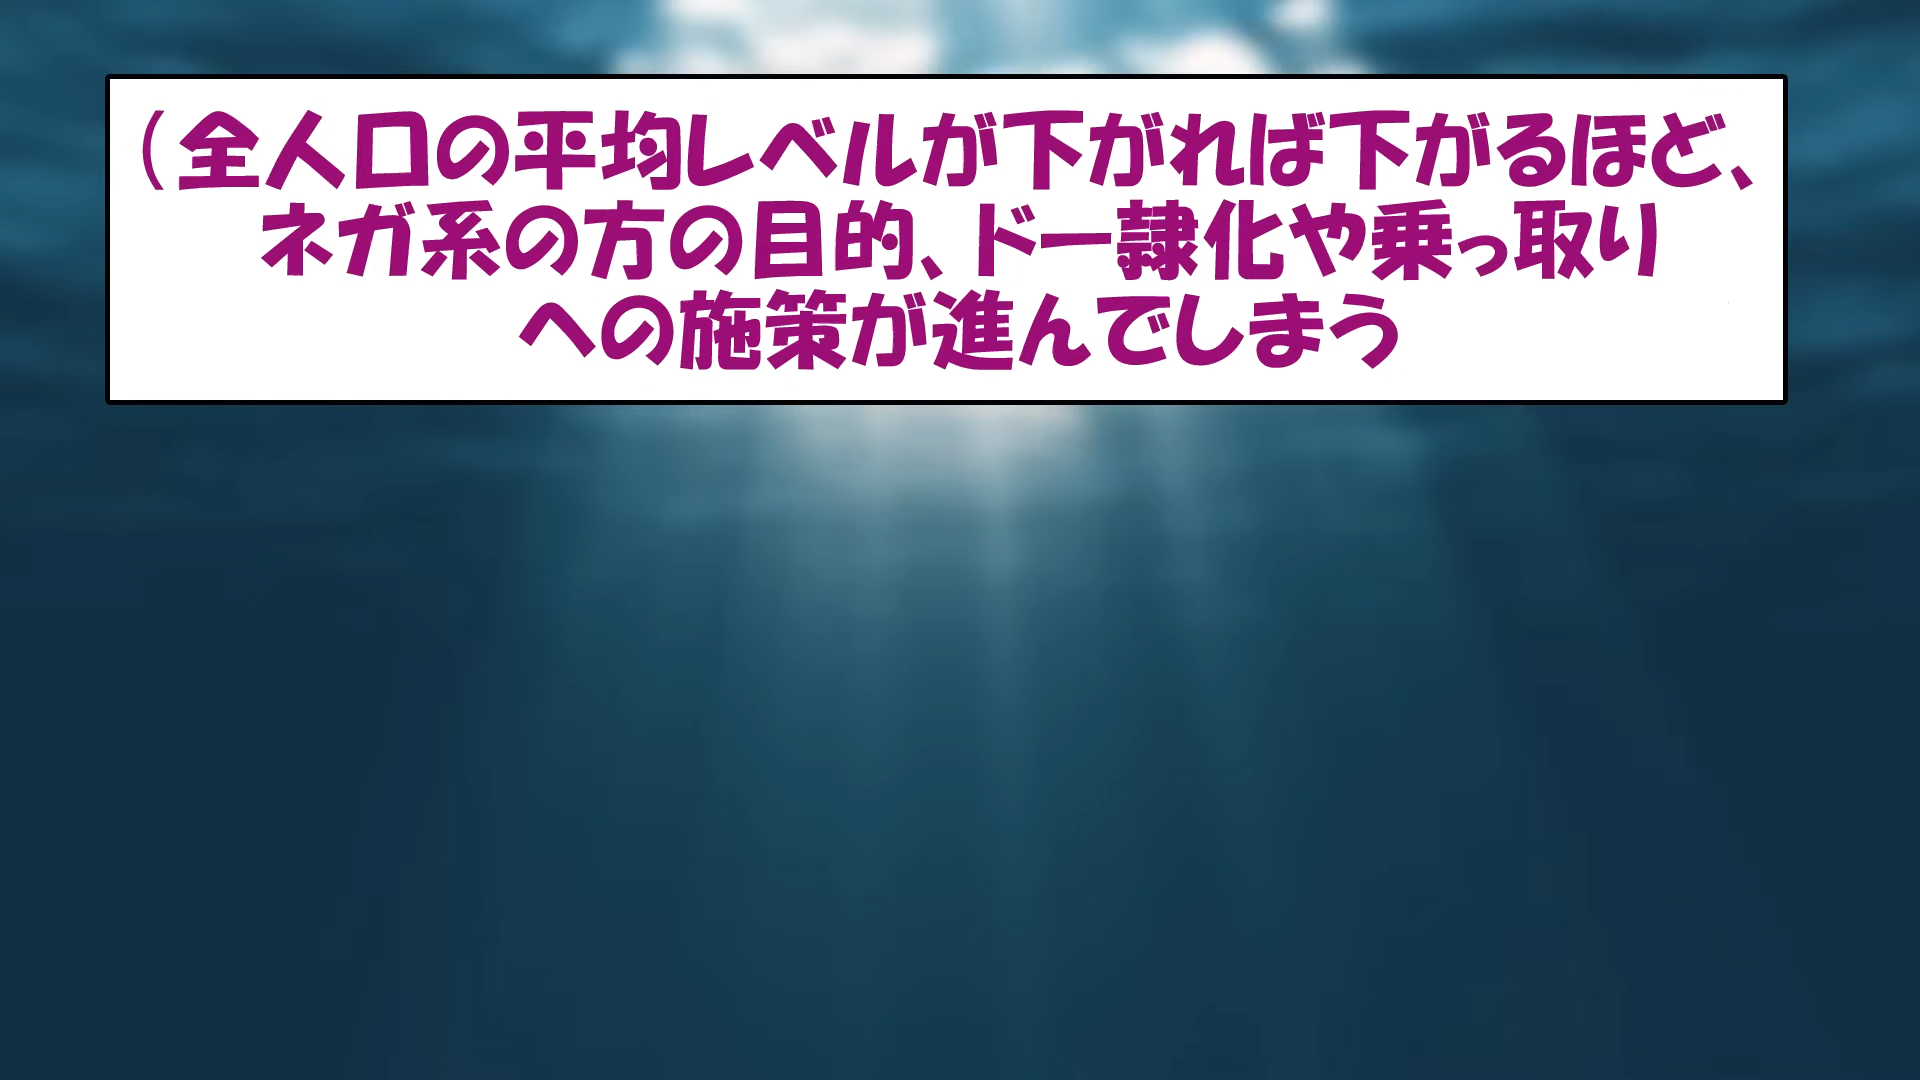 （全人口の平均レベルが下がれば下がるほど、
ネガ系の方の目的、ドー隷化や乗っ取り
への施策が進んでしまう